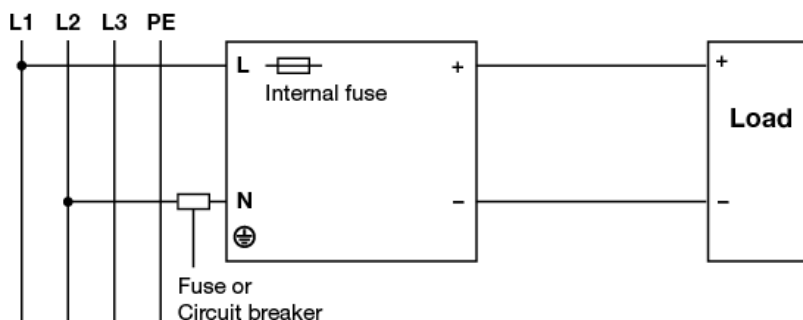 L1 L2 L3 PE
L + +
Internal fuse
Load
N − −
Fuse or
Circuit breaker